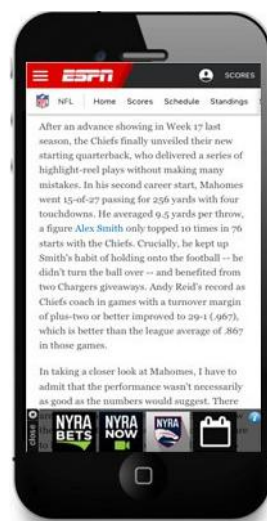 ESPN
SCORES
NFL Home Scores Schedule Standings
After an advance showing in Week 17 last
season, the Chiefs finally unveiled their new
starting quarterback, who delivered a series of
highlight-reel plays without making many
mistakes. In his second career start, Mahomes
went 15-of-27 passing for 256 yards with four
touchdowns. He averaged 9.5 yards per throw,
a figure Alex Smith only topped 10 times in 76
starts with the Chiefs. Crucially, he kept up
Smith's habit of holding onto the football -- he
didn't turn the ball over -- and benefited from
two Chargers giveaways. Andy Reid's record as
Chiefs coach in games with a turnover margin
of plus-two or better improved to 29-1 (.967),
which is better than the league average of .867
in those games.
In taking a closer look at Mahomes, I have to
admit that the performance wasn't necessarily
as good as the numbers would suggest. There
close
NYRA BETS
NYRA NOW
NYRA
?